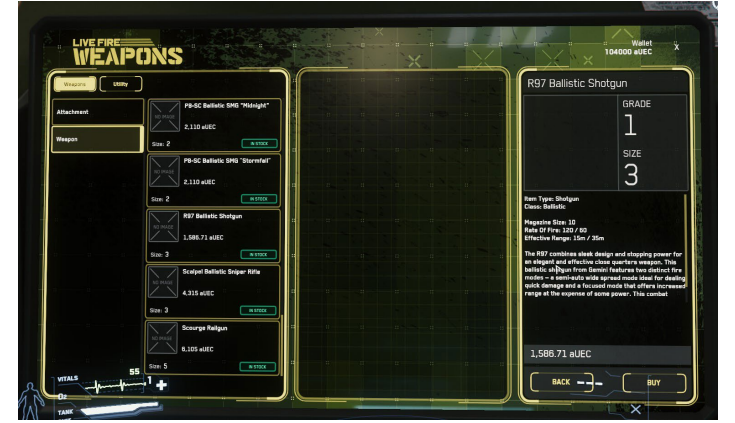 LIVE FIRE
WEAPONS
Wallet
104000 aUEC
X
Weapons
Utility
Attachment
Weapon
NO IMAGE
P8-SC Ballistic SMG "Midnight"
2,110 aUEC
Size: 2
IN STOCK
NO IMAGE
P8-SC Ballistic SMG "Stormfall"
2,110 aUEC
Size: 2
IN STOCK
NO IMAGE
R97 Ballistic Shotgun
1,586.71 aUEC
Size: 3
IN STOCK
NO IMAGE
Scalpel Ballistic Sniper Rifle
4,315 aUEC
Size: 3
IN STOCK
NO IMAGE
Scourge Railgun
6,105 aUEC
Size: 5
IN STOCK
R97 Ballistic Shotgun
GRADE
1
SIZE
3
Item Type: Shotgun
Class: Ballistic
Magazine Size: 10
Rate Of Fire: 120 / 60
Effective Range: 15m / 35m
The R97 combines sleek design and stopping power for
an elegant and effective close quarters weapon. This
ballistic shotgun from Gemini features two distinct fire
modes – a semi-auto wide spread mode ideal for dealing
quick damage and a focused mode that offers increased
range at the expense of some power. This combat
1,586.71 aUEC
BACK
BUY
VITALS
55
1
O2
TANK